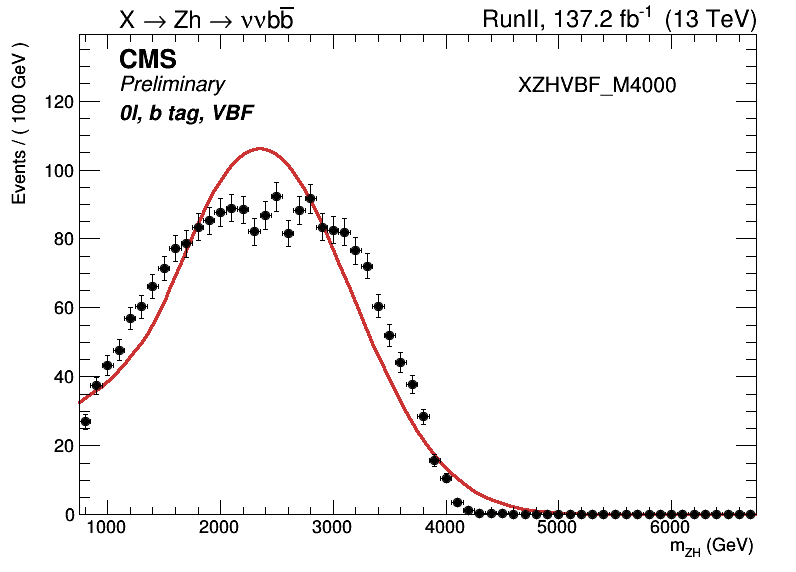 X → Zh → ννbb̅
RunII, 137.2 fb⁻¹ (13 TeV)
CMS
Preliminary
0l, b tag, VBF
XZHVBF_M4000
Events / ( 100 GeV )
120
100
80
60
40
20
0
1000 2000 3000 4000 5000 6000
m_ZH (GeV)